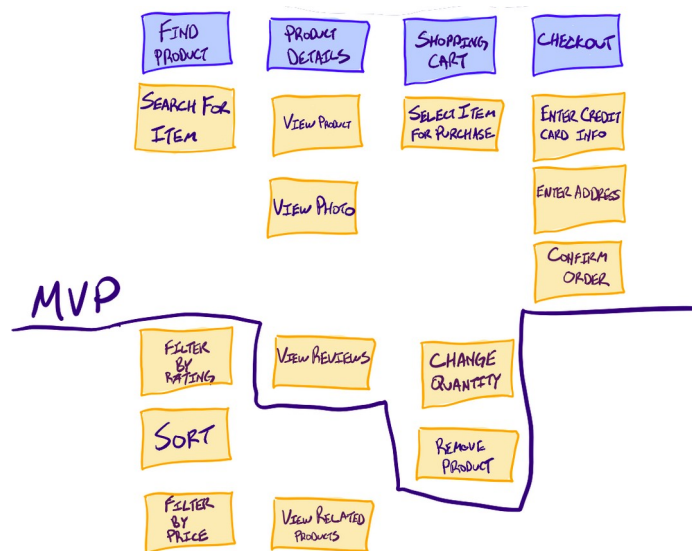 FIND
PRODUCT
PRODUCT
DETAILS
SHOPPING
CART
CHECKOUT
SEARCH FOR
ITEM
VIEW PRODUCT
SELECT ITEM
FOR PURCHASE
ENTER CREDIT
CARD INFO
VIEW PHOTO
ENTER ADDRESS
CONFIRM
ORDER
MVP
FILTER
BY
RATING
VIEW REVIEWS
CHANGE
QUANTITY
SORT
REMOVE
PRODUCT
FILTER
BY
PRICE
VIEW RELATED
PRODUCTS